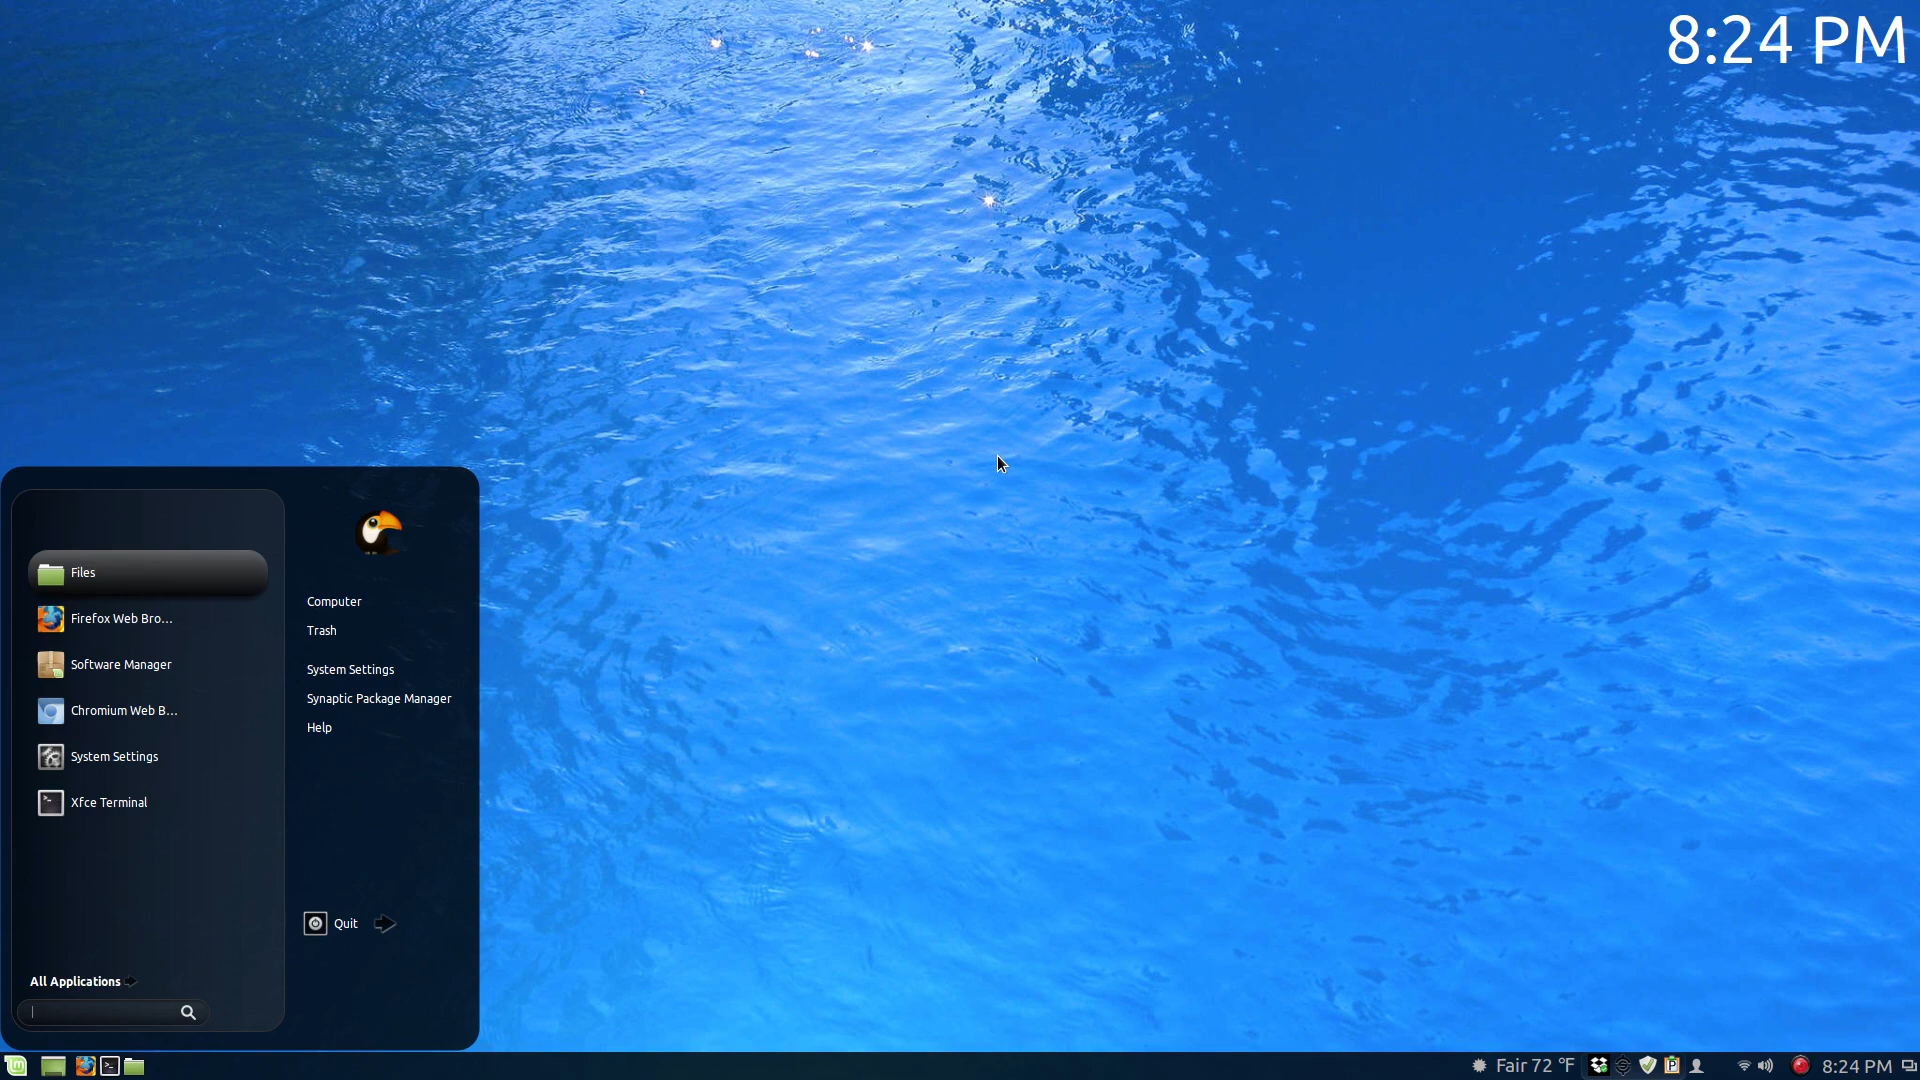 8:24 PM
Files
Firefox Web Bro...
Software Manager
Chromium Web B...
System Settings
Xfce Terminal
All Applications
Computer
Trash
System Settings
Synaptic Package Manager
Help
Quit
Fair 72 °F
8:24 PM